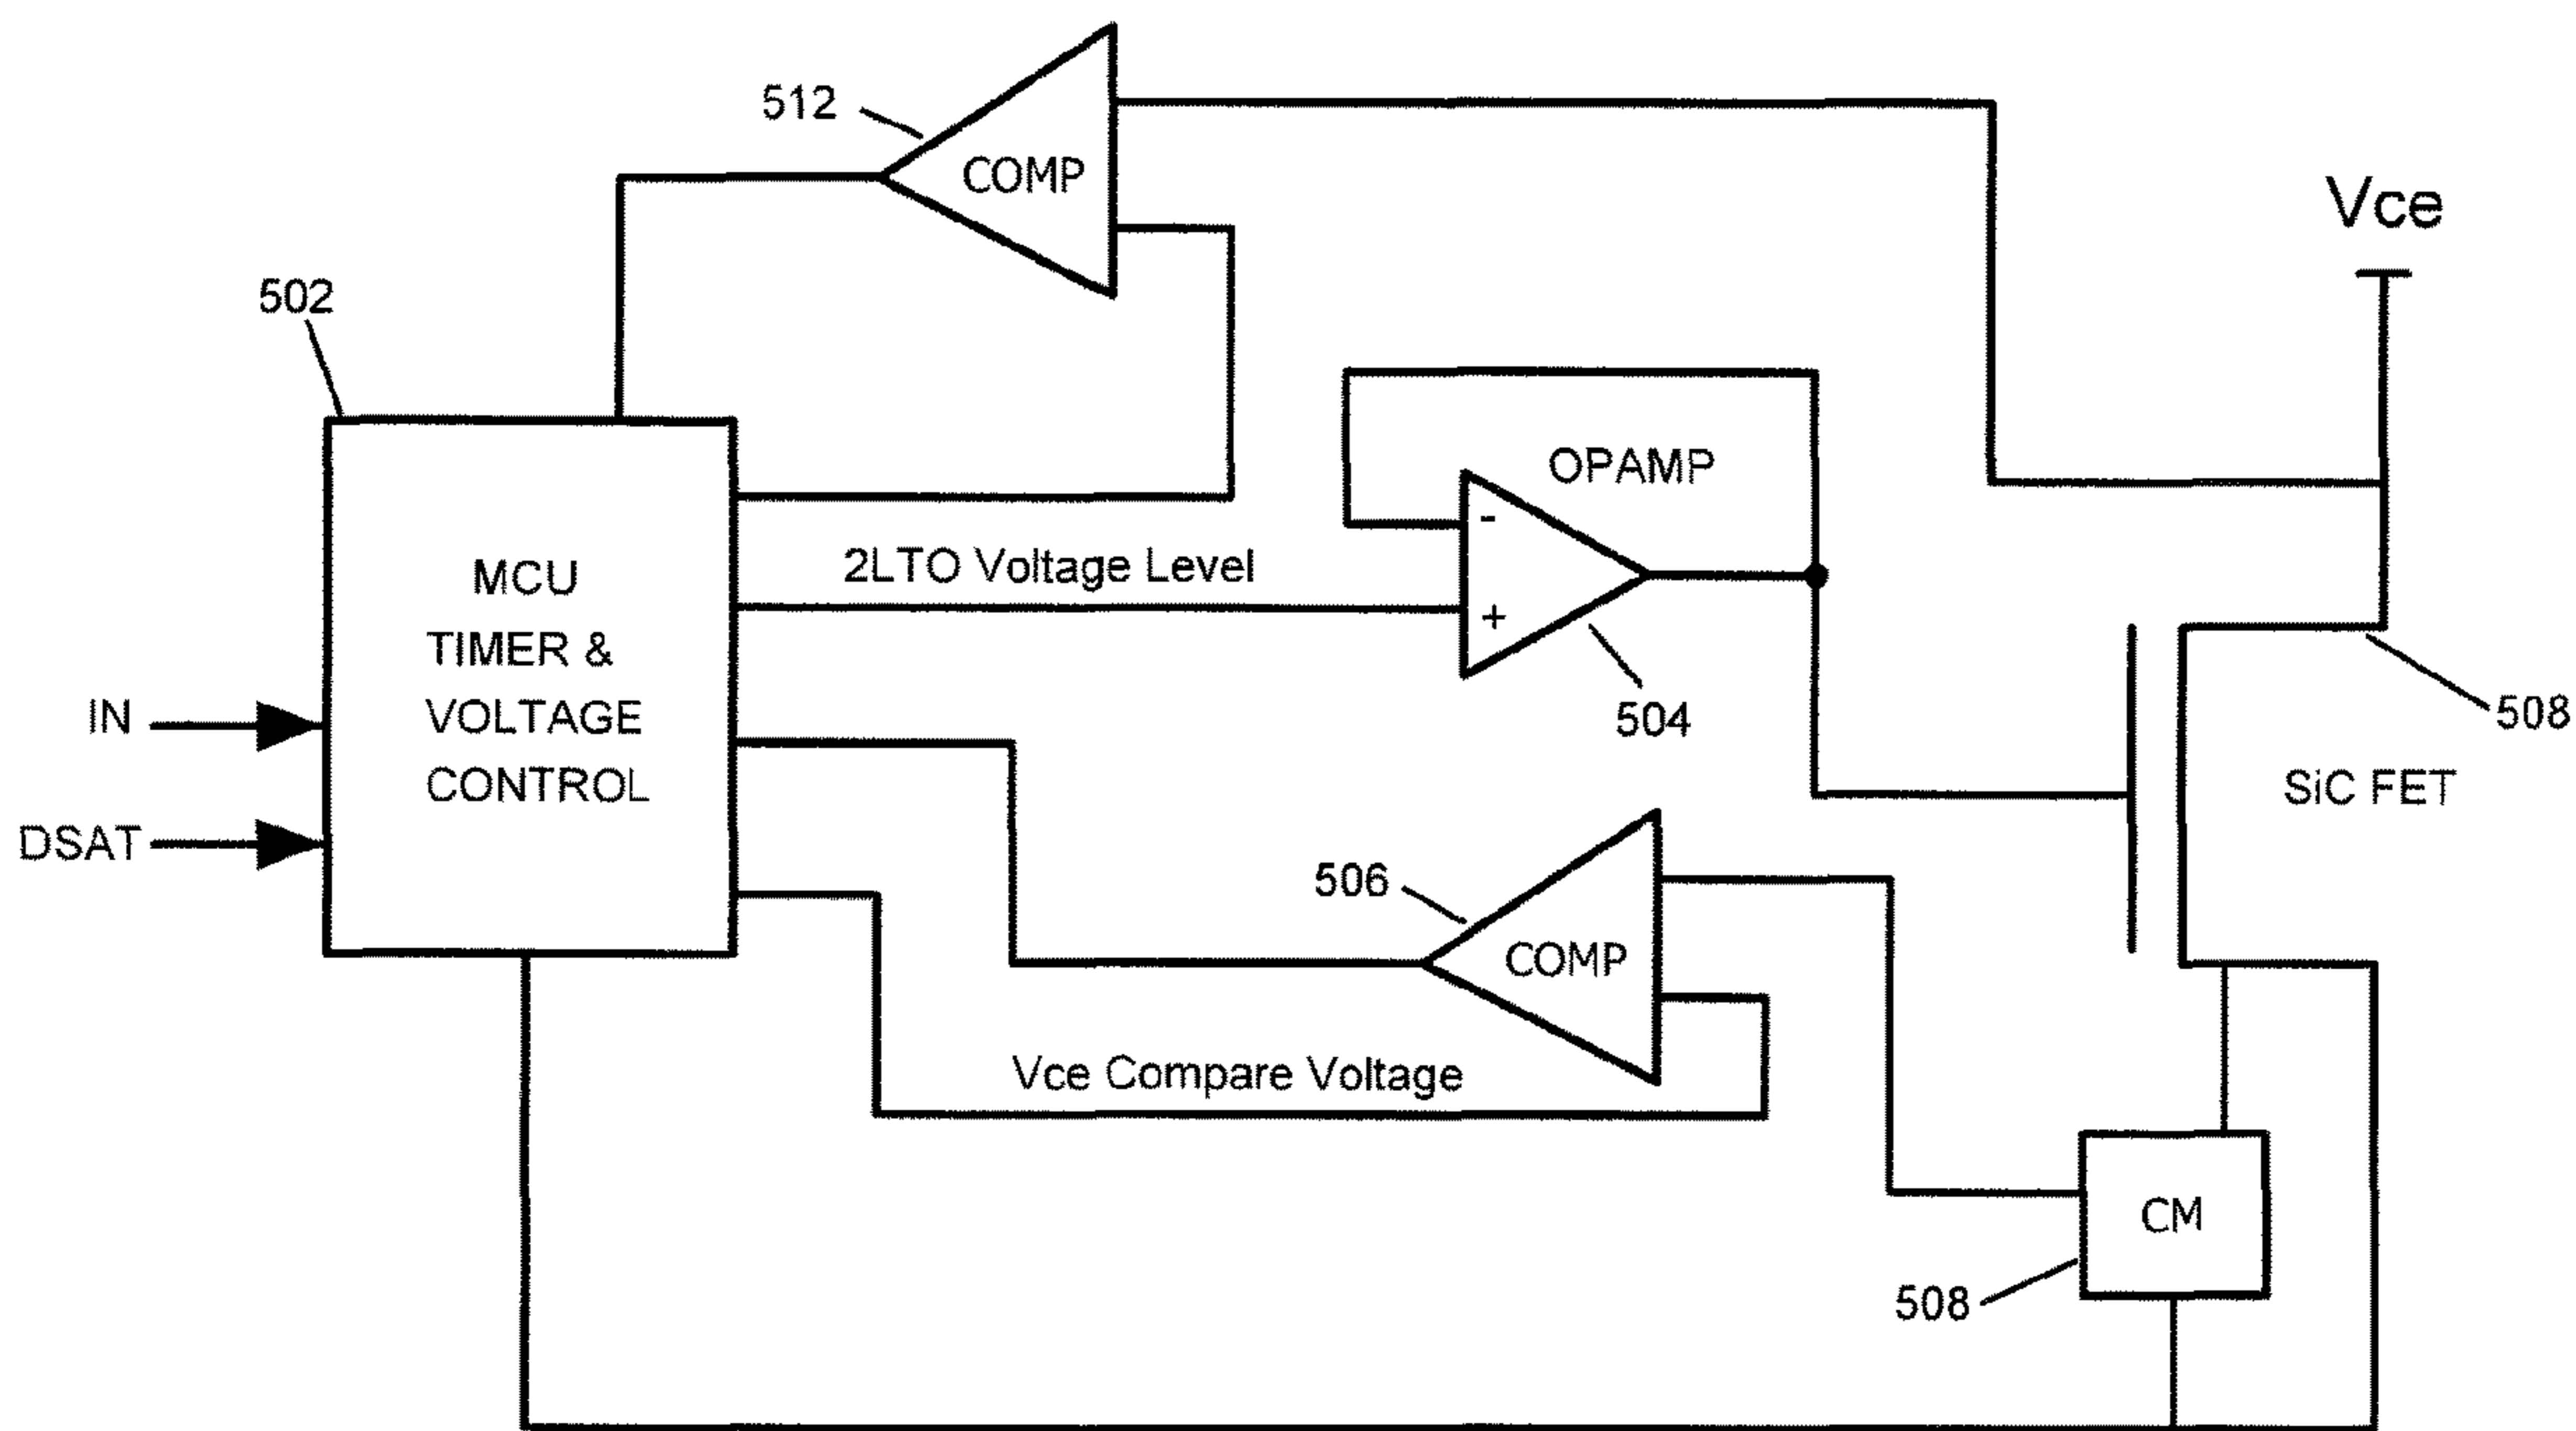 512
COMP
Vce
502
OPAMP
-
2LTO Voltage Level
+
MCU
TIMER &
VOLTAGE
CONTROL
504
508
SiC FET
IN
DSAT
506
COMP
Vce Compare Voltage
CM
508